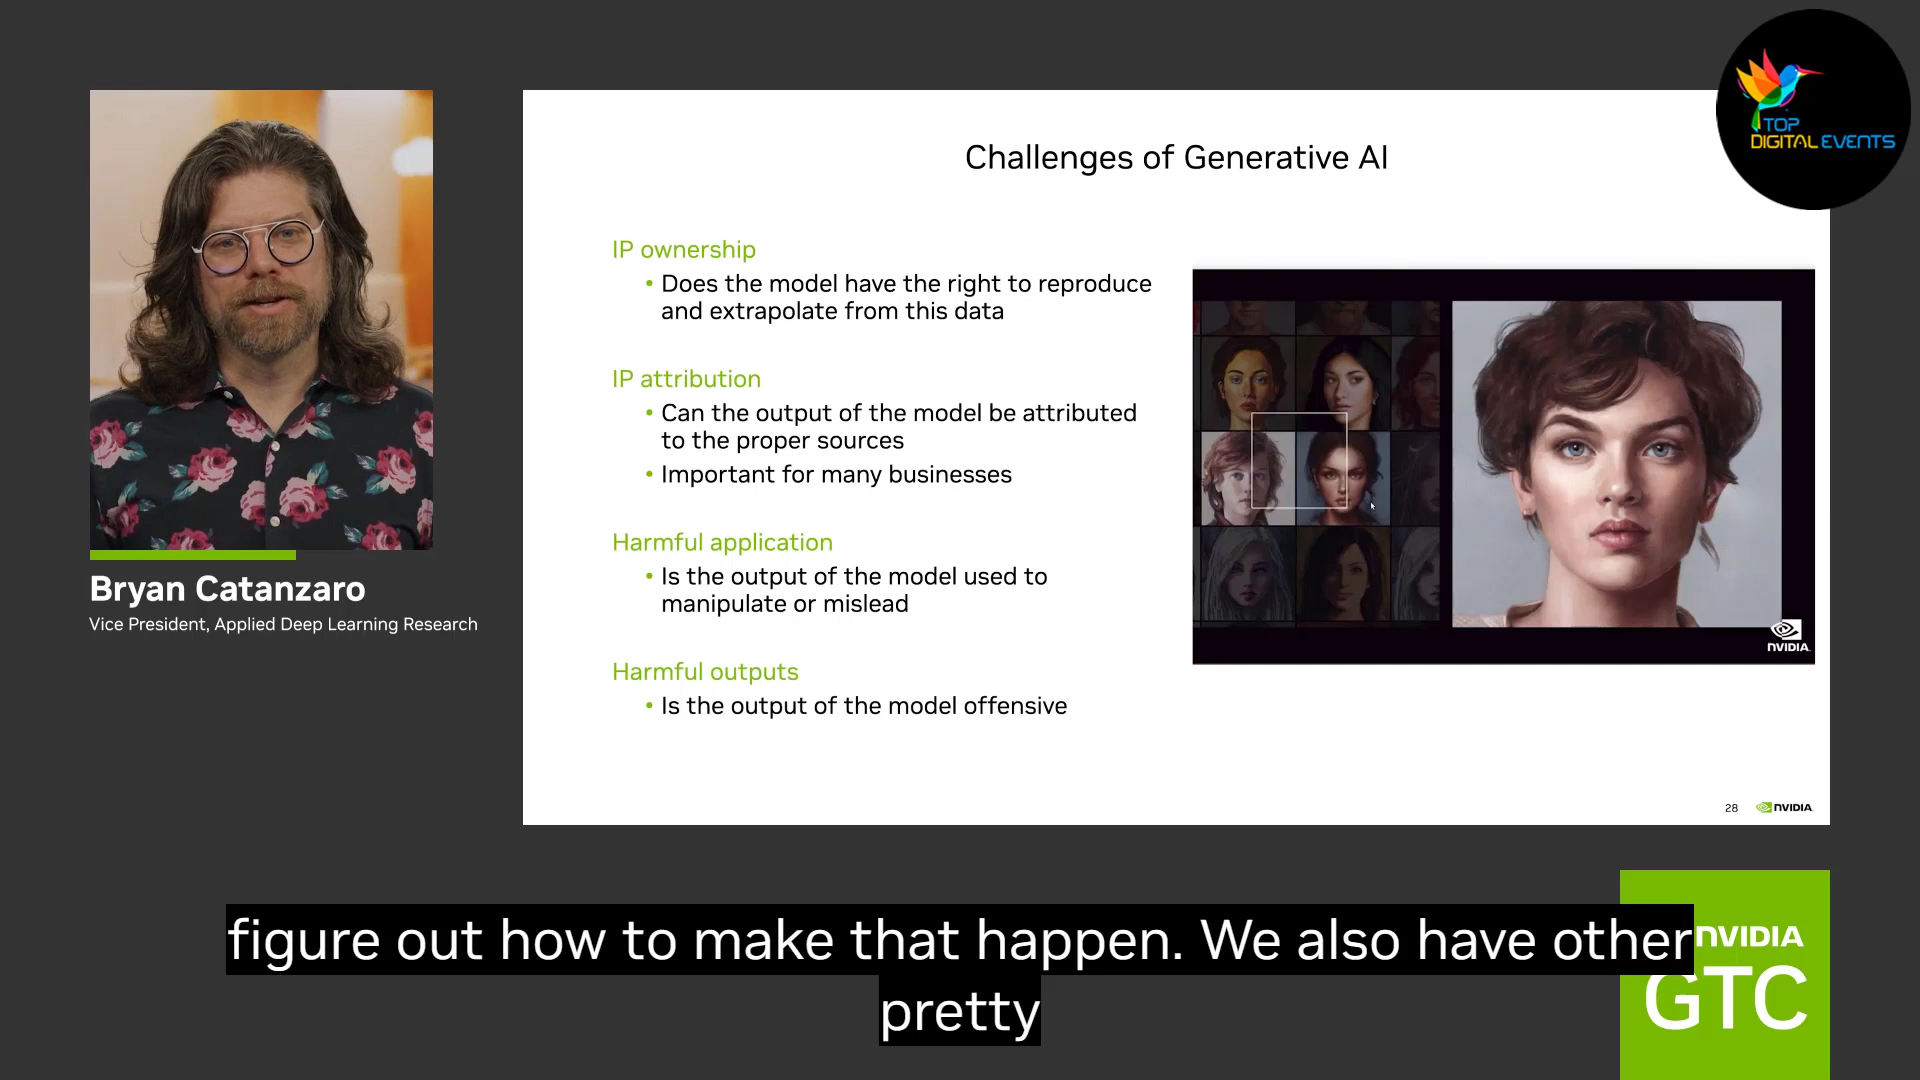 TOP
DIGITAL EVENTS
Challenges of Generative AI
IP ownership
• Does the model have the right to reproduce
and extrapolate from this data
IP attribution
• Can the output of the model be attributed
to the proper sources
• Important for many businesses
Harmful application
• Is the output of the model used to
manipulate or mislead
Harmful outputs
• Is the output of the model offensive
NVIDIA
28 NVIDIA
Bryan Catanzaro
Vice President, Applied Deep Learning Research
figure out how to make that happen. We also have other
pretty
NVIDIA
GTC